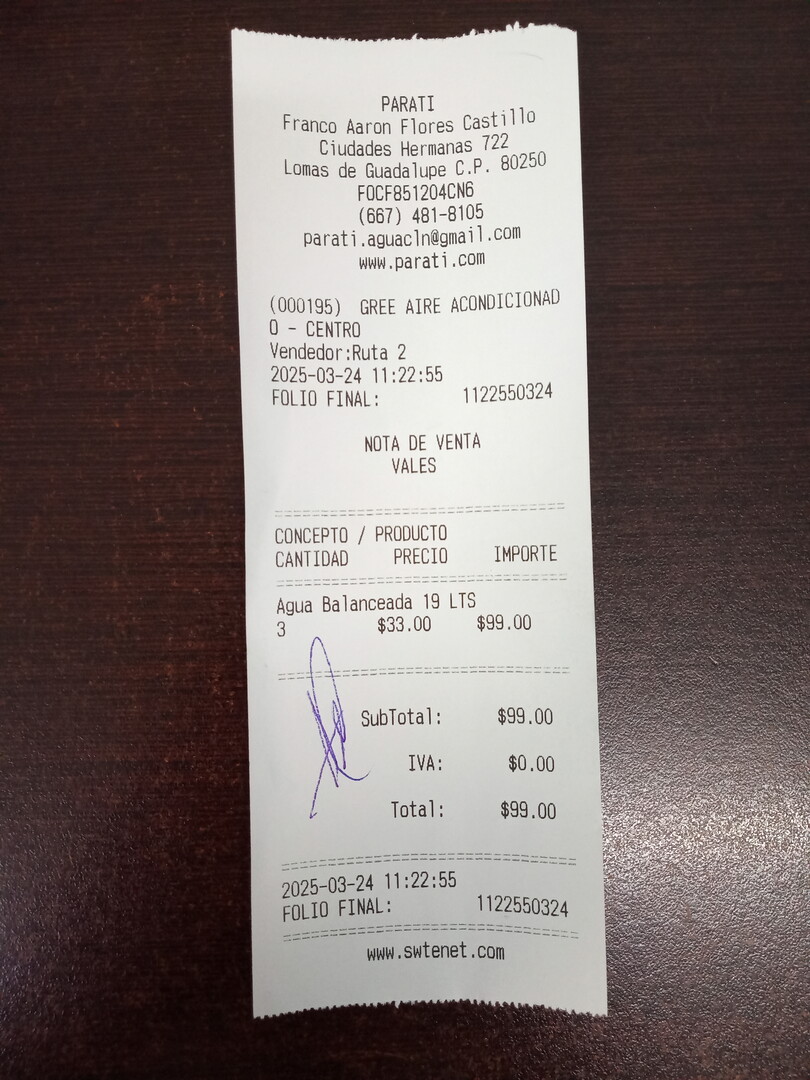 PARATI
Franco Aaron Flores Castillo
Ciudades Hermanas 722
Lomas de Guadalupe C.P. 80250
FOCF851204CN6
(667) 481-8105
parati.aguacln@gmail.com
www.parati.com
(000195) GREE AIRE ACONDICIONAD
O - CENTRO
Vendedor:Ruta 2
2025-03-24 11:22:55
FOLIO FINAL: 1122550324
NOTA DE VENTA
VALES
CONCEPTO / PRODUCTO
CANTIDAD PRECIO IMPORTE
Agua Balanceada 19 LTS
3 $33.00 $99.00
SubTotal: $99.00
IVA: $0.00
Total: $99.00
2025-03-24 11:22:55
FOLIO FINAL: 1122550324
www.swtenet.com